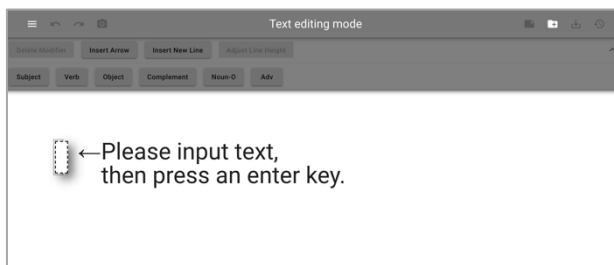 Text editing mode
Delete Modifier Insert Arrow Insert New Line Adjust Line Height
Subject Verb Object Complement Noun-O Adv
←Please input text,
then press an enter key.